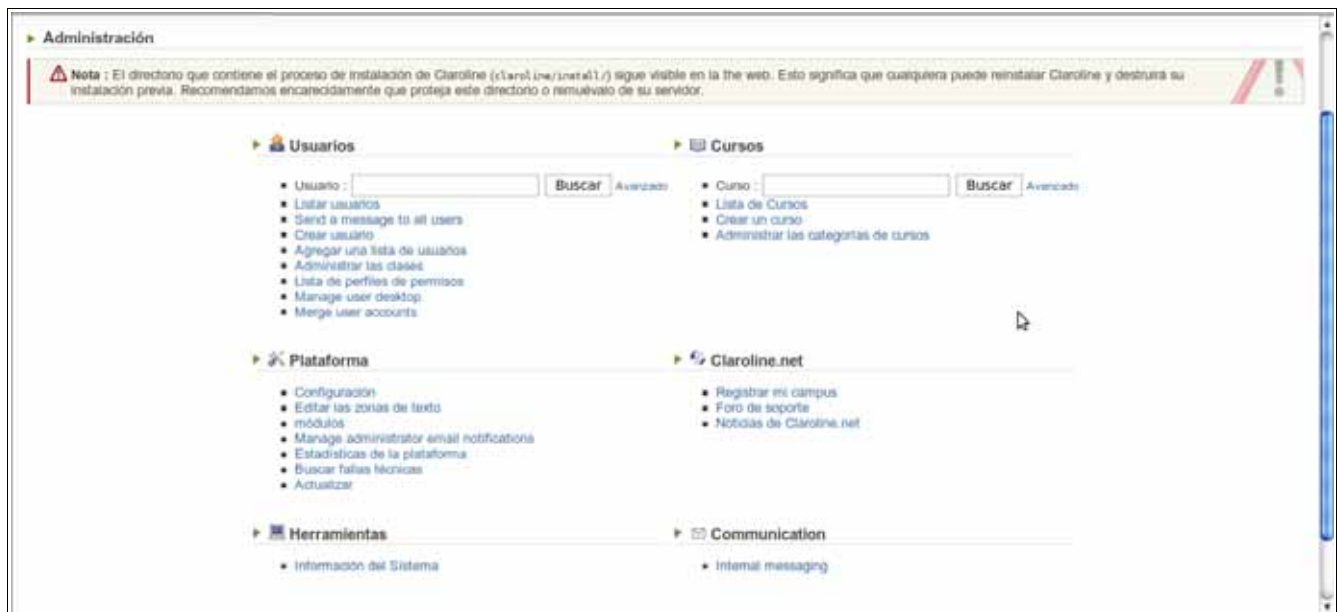 Administración
Nota : El directorio que contiene el proceso de instalación de Claroline (claroline/install/) sigue visible en la the web. Esto significa que cualquiera puede reinstalar Claroline y destruirá su
instalación previa. Recomendamos encarecidamente que proteja este directorio o remuévalo de su servidor.
Usuarios
Usuario : Buscar Avanzado
Listar usuarios
Send a message to all users
Crear usuario
Agregar una lista de usuarios
Administrar las clases
Lista de perfiles de permisos
Manage user desktop
Merge user accounts
Cursos
Curso : Buscar Avanzado
Lista de Cursos
Crear un curso
Administrar las categorías de cursos
Plataforma
Configuración
Editar las zonas de texto
módulos
Manage administrator email notifications
Estadísticas de la plataforma
Buscar fallas técnicas
Actualizar
Claroline.net
Registrar mi campus
Foro de soporte
Noticias de Claroline.net
Herramientas
Información del Sistema
Communication
Internal messaging